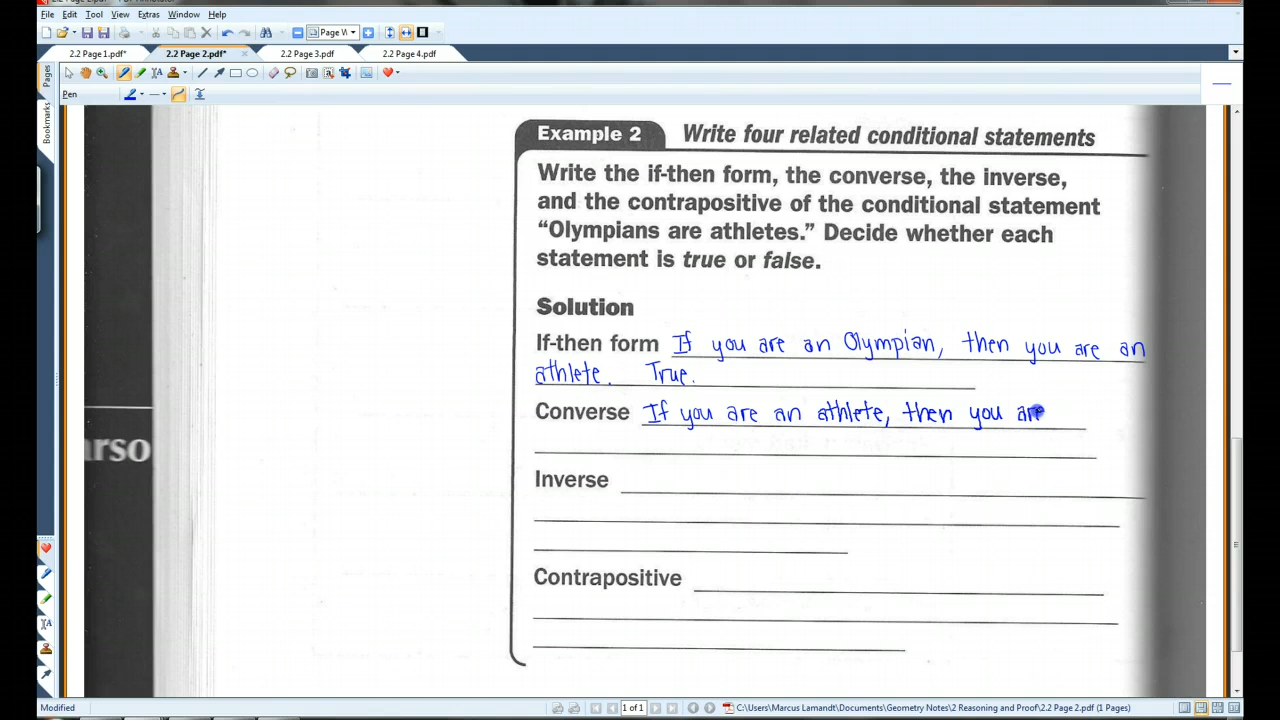 File Edit Tool View Extras Window Help
2.2 Page 1.pdf* 2.2 Page 2.pdf* 2.2 Page 3.pdf 2.2 Page 4.pdf
Pen
Pages
Bookmarks
Example 2 Write four related conditional statements
Write the if-then form, the converse, the inverse,
and the contrapositive of the conditional statement
“Olympians are athletes.” Decide whether each
statement is true or false.
Solution
If-then form If you are an Olympian, then you are an
athlete. True.
Converse If you are an athlete, then you are
arso
Inverse
Contrapositive
Modified 1 of 1 C:\Users\Marcus Lamandt\Documents\Geometry Notes\2 Reasoning and Proof\2.2 Page 2.pdf (1 Pages)